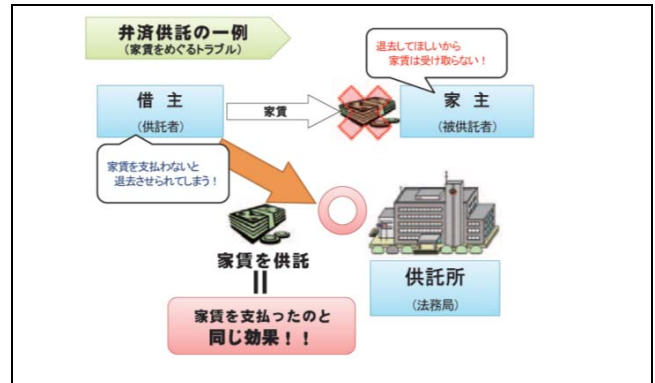 弁済供託の一例
(家賃をめぐるトラブル)
退去してほしいから
家賃は受け取らない！
借 主
(供託者)
家賃
家 主
(被供託者)
家賃を支払わないと
退去させられてしまう！
家賃を供託
供託所
(法務局)
家賃を支払ったのと
同じ効果！！